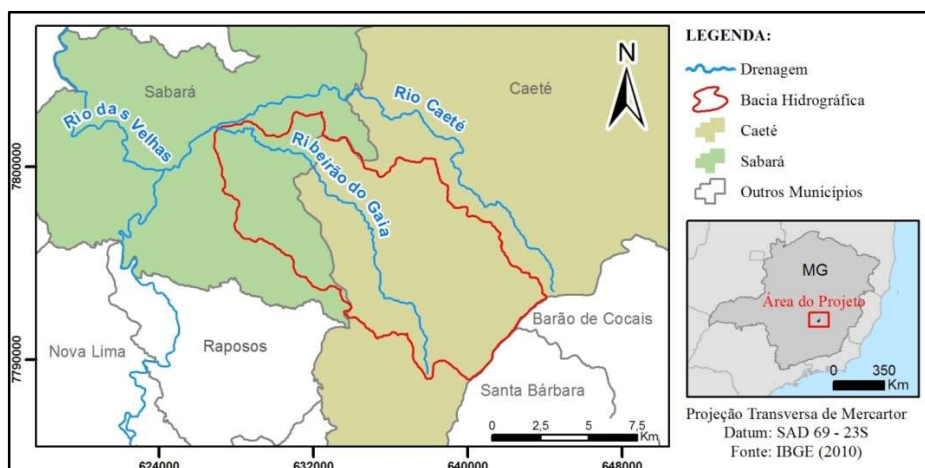 Sabará
Caeté
Rio das Velhas
Rio Caeté
Ribeirão do Gaia
N
Barão de Cocais
Nova Lima
Raposos
Santa Bárbara
0 2,5 5 7,5
Km
7800000
7790000
624000 632000 640000 648000
LEGENDA:
Drenagem
Bacia Hidrográfica
Caeté
Sabará
Outros Municípios
MG
Área do Projeto
0 350
Km
Projeção Transversa de Mercartor
Datum: SAD 69 - 23S
Fonte: IBGE (2010)